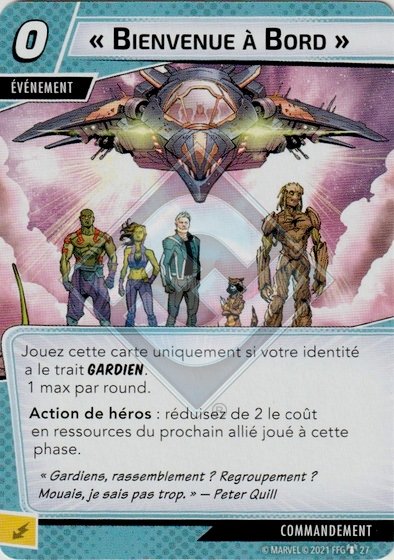 0
« BIENVENUE À BORD »
ÉVÉNEMENT
Jouez cette carte uniquement si votre identité
a le trait GARDIEN.
1 max par round.
Action de héros : réduisez de 2 le coût
en ressources du prochain allié joué à cette
phase.
« Gardiens, rassemblement ? Regroupement ?
Mouais, je sais pas trop. » — Peter Quill
COMMANDEMENT
© MARVEL © 2021 FFG 27